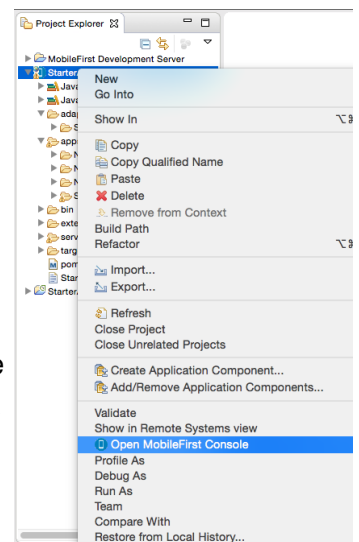 Project Explorer
MobileFirst Development Server
Starter
Java
Java
ada
S
app
N
N
N
S
bin
exte
serv
targ
pom
Star
Starter
New
Go Into
Show In ⌥⌘
Copy
Copy Qualified Name
Paste
Delete
Remove from Context
Build Path
Refactor ⌥⌘
Import...
Export...
Refresh
Close Project
Close Unrelated Projects
Create Application Component...
Add/Remove Application Components...
Validate
Show in Remote Systems view
Open MobileFirst Console
Profile As
Debug As
Run As
Team
Compare With
Restore from Local History...
e